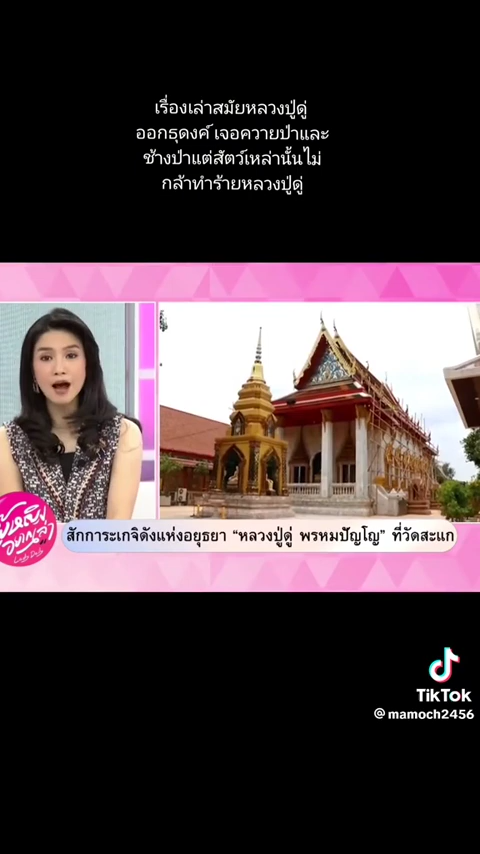 เรื่องเล่าสมัยหลวงปู่ดู่
ออกธุดงค์ เจอควายป่าและ
ช้างป่าแต่สัตว์เหล่านั้นไม่
กล้าทำร้ายหลวงปู่ดู่
ผู้หญิง
สักการะเกจิดังแห่งอยุธยา “หลวงปู่ดู่ พรหมปัญโญ” ที่วัดสะแก
TikTok
@mamoch2456